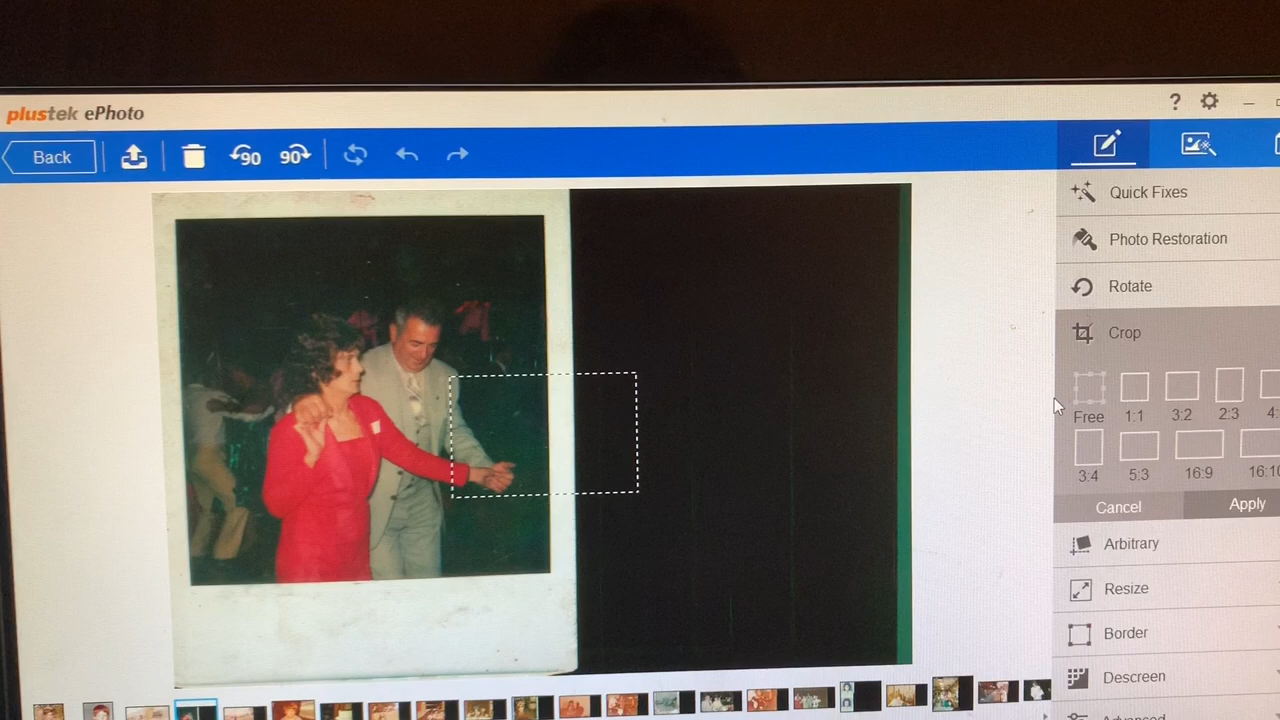 plustek ePhoto
?
Back
90
90
Quick Fixes
Photo Restoration
Rotate
Crop
Free
1:1
3:2
2:3
3:4
5:3
16:9
16:10
Cancel
Apply
Arbitrary
Resize
Border
Descreen
Advanced